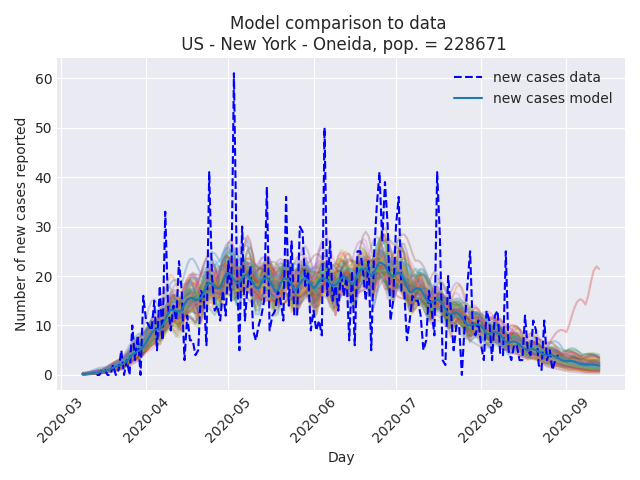 Model comparison to data
US - New York - Oneida, pop. = 228671
new cases data
new cases model
Number of new cases reported
60
50
40
30
20
10
0
2020-03
2020-04
2020-05
2020-06
2020-07
2020-08
2020-09
Day